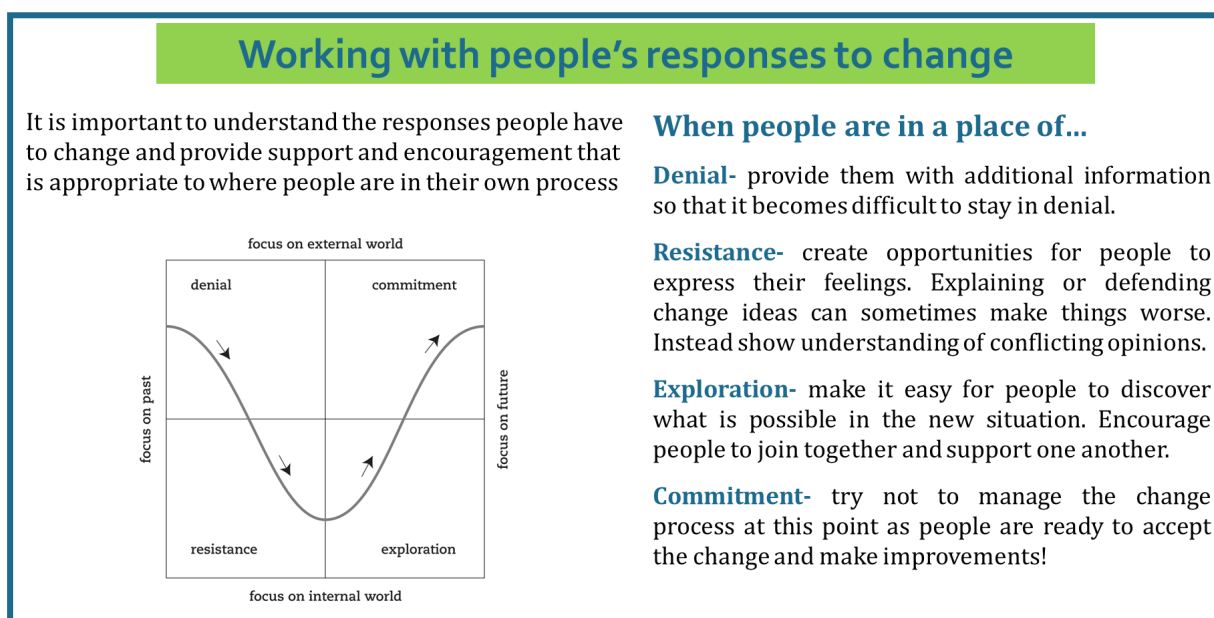 Working with people's responses to change
It is important to understand the responses people have
to change and provide support and encouragement that
is appropriate to where people are in their own process
focus on external world
denial
commitment
focus on past
focus on future
resistance
exploration
focus on internal world
When people are in a place of...
Denial- provide them with additional information
so that it becomes difficult to stay in denial.
Resistance- create opportunities for people to
express their feelings. Explaining or defending
change ideas can sometimes make things worse.
Instead show understanding of conflicting opinions.
Exploration- make it easy for people to discover
what is possible in the new situation. Encourage
people to join together and support one another.
Commitment- try not to manage the change
process at this point as people are ready to accept
the change and make improvements!